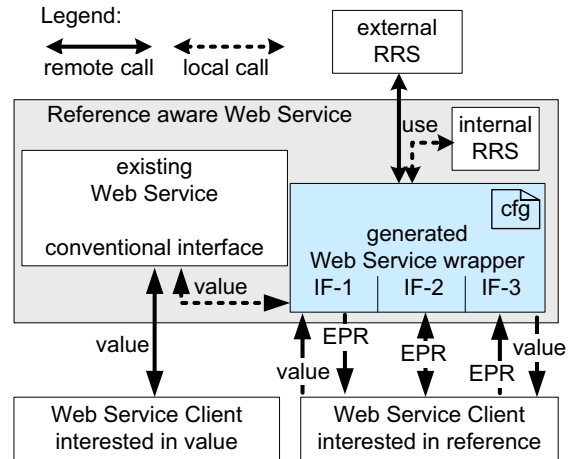 Legend:
remote call
local call
external
RRS
Reference aware Web Service
use
internal
RRS
existing
Web Service
conventional interface
cfg
generated
Web Service wrapper
IF-1
IF-2
IF-3
value
value
value
EPR
EPR
EPR
value
Web Service Client
interested in value
Web Service Client
interested in reference